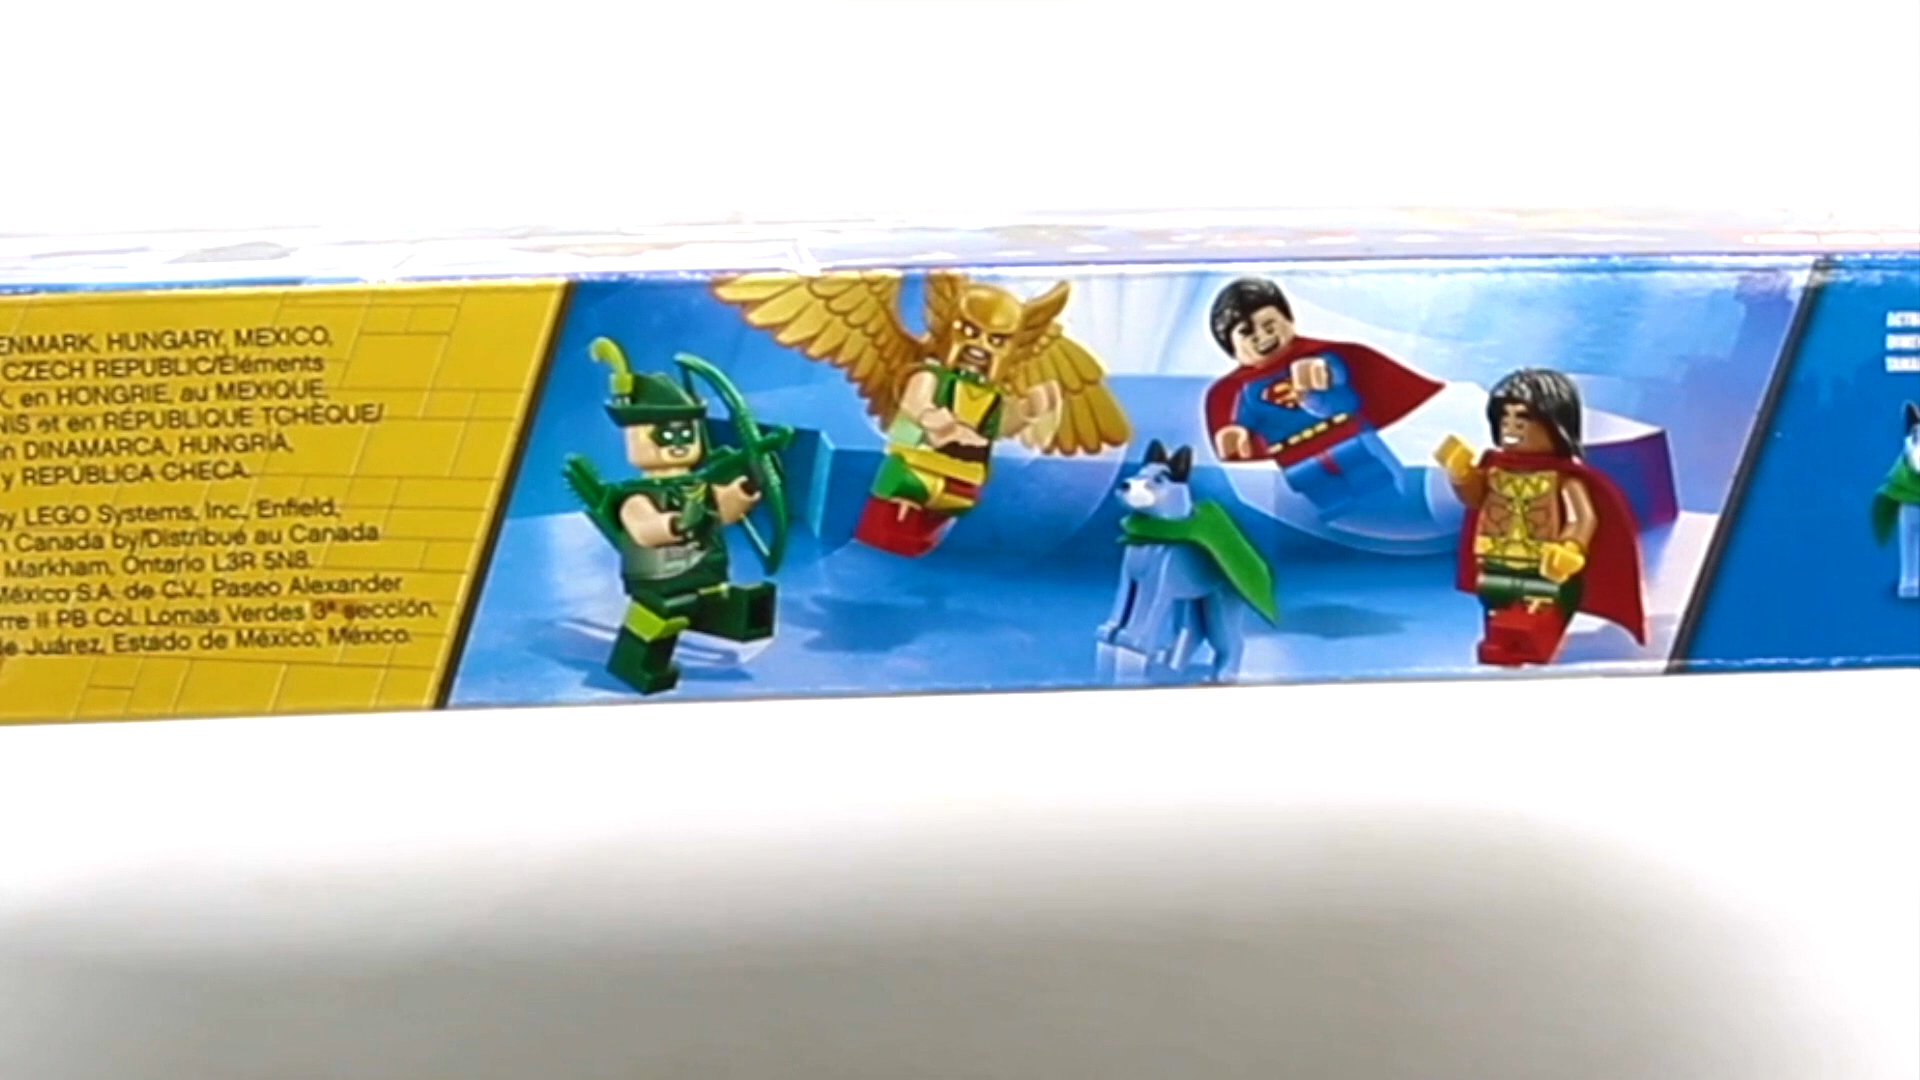 ENMARK, HUNGARY, MEXICO,
CZECH REPUBLIC/Éléments
K, en HONGRIE, au MEXIQUE,
NIS et en RÉPUBLIQUE TCHÈQUE/
en DINAMARCA, HUNGRÍA,
y REPÚBLICA CHECA.
by LEGO Systems, Inc., Enfield,
n Canada by/Distribué au Canada
Markham, Ontario L3R 5N8.
México S.A. de C.V., Paseo Alexander
rre II PB Col. Lomas Verdes 3ª sección,
de Juárez, Estado de México, México.